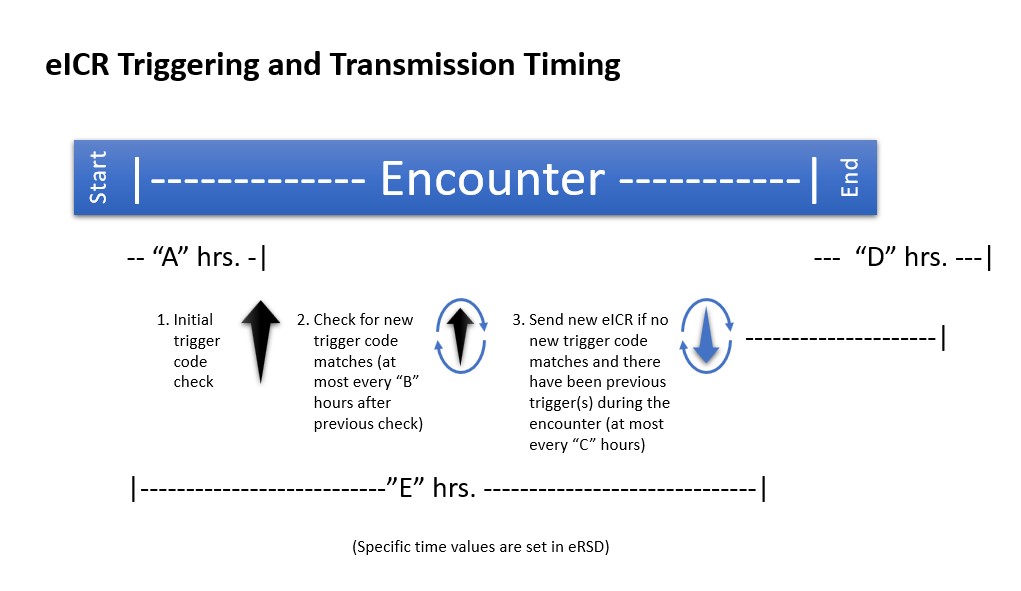 eICR Triggering and Transmission Timing
Start |------------- Encounter -----------| End
-- “A” hrs. -|
--- “D” hrs. ---|
1. Initial
trigger
code
check
2. Check for new
trigger code
matches (at
most every “B”
hours after
previous check)
3. Send new eICR if no
new trigger code
matches and there
have been previous
trigger(s) during the
encounter (at most
every “C” hours)
---------------------|
|---------------------------”E” hrs. ------------------------------|
(Specific time values are set in eRSD)